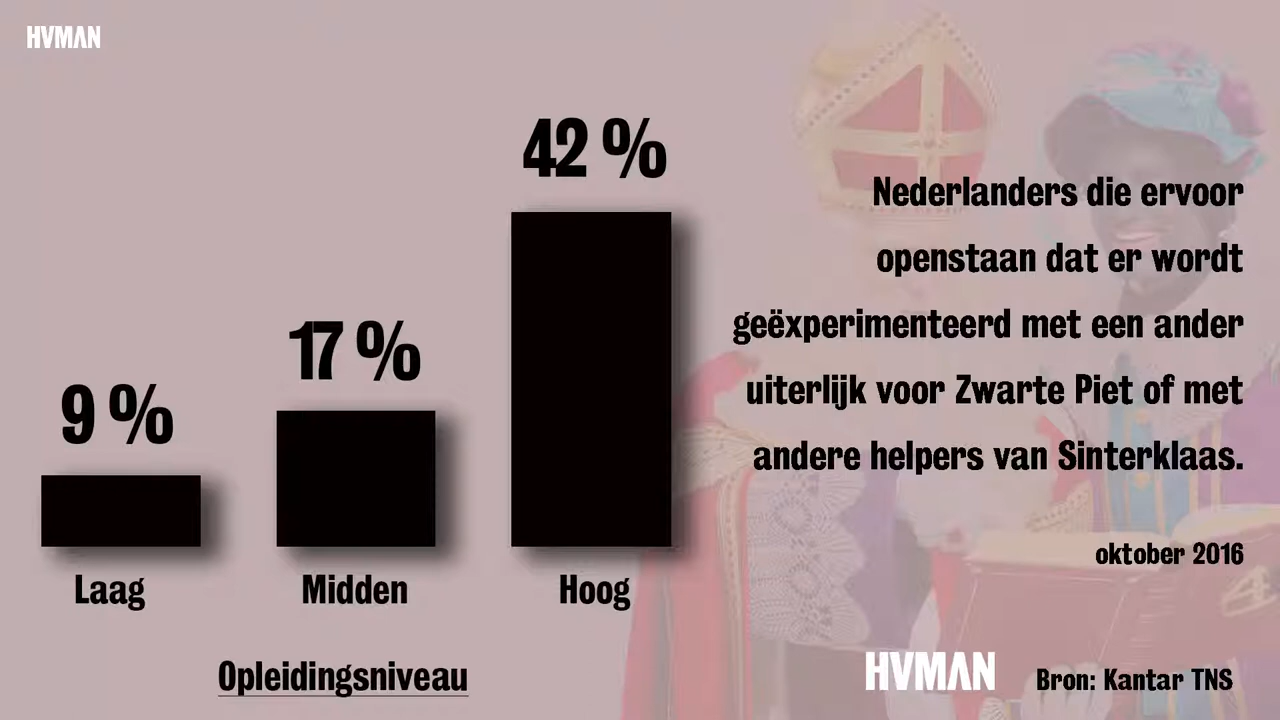 HVMAN
42 %
17 %
9 %
Laag
Midden
Hoog
Opleidingsniveau
Nederlanders die ervoor
openstaan dat er wordt
geëxperimenteerd met een ander
uiterlijk voor Zwarte Piet of met
andere helpers van Sinterklaas.
oktober 2016
HVMAN
Bron: Kantar TNS